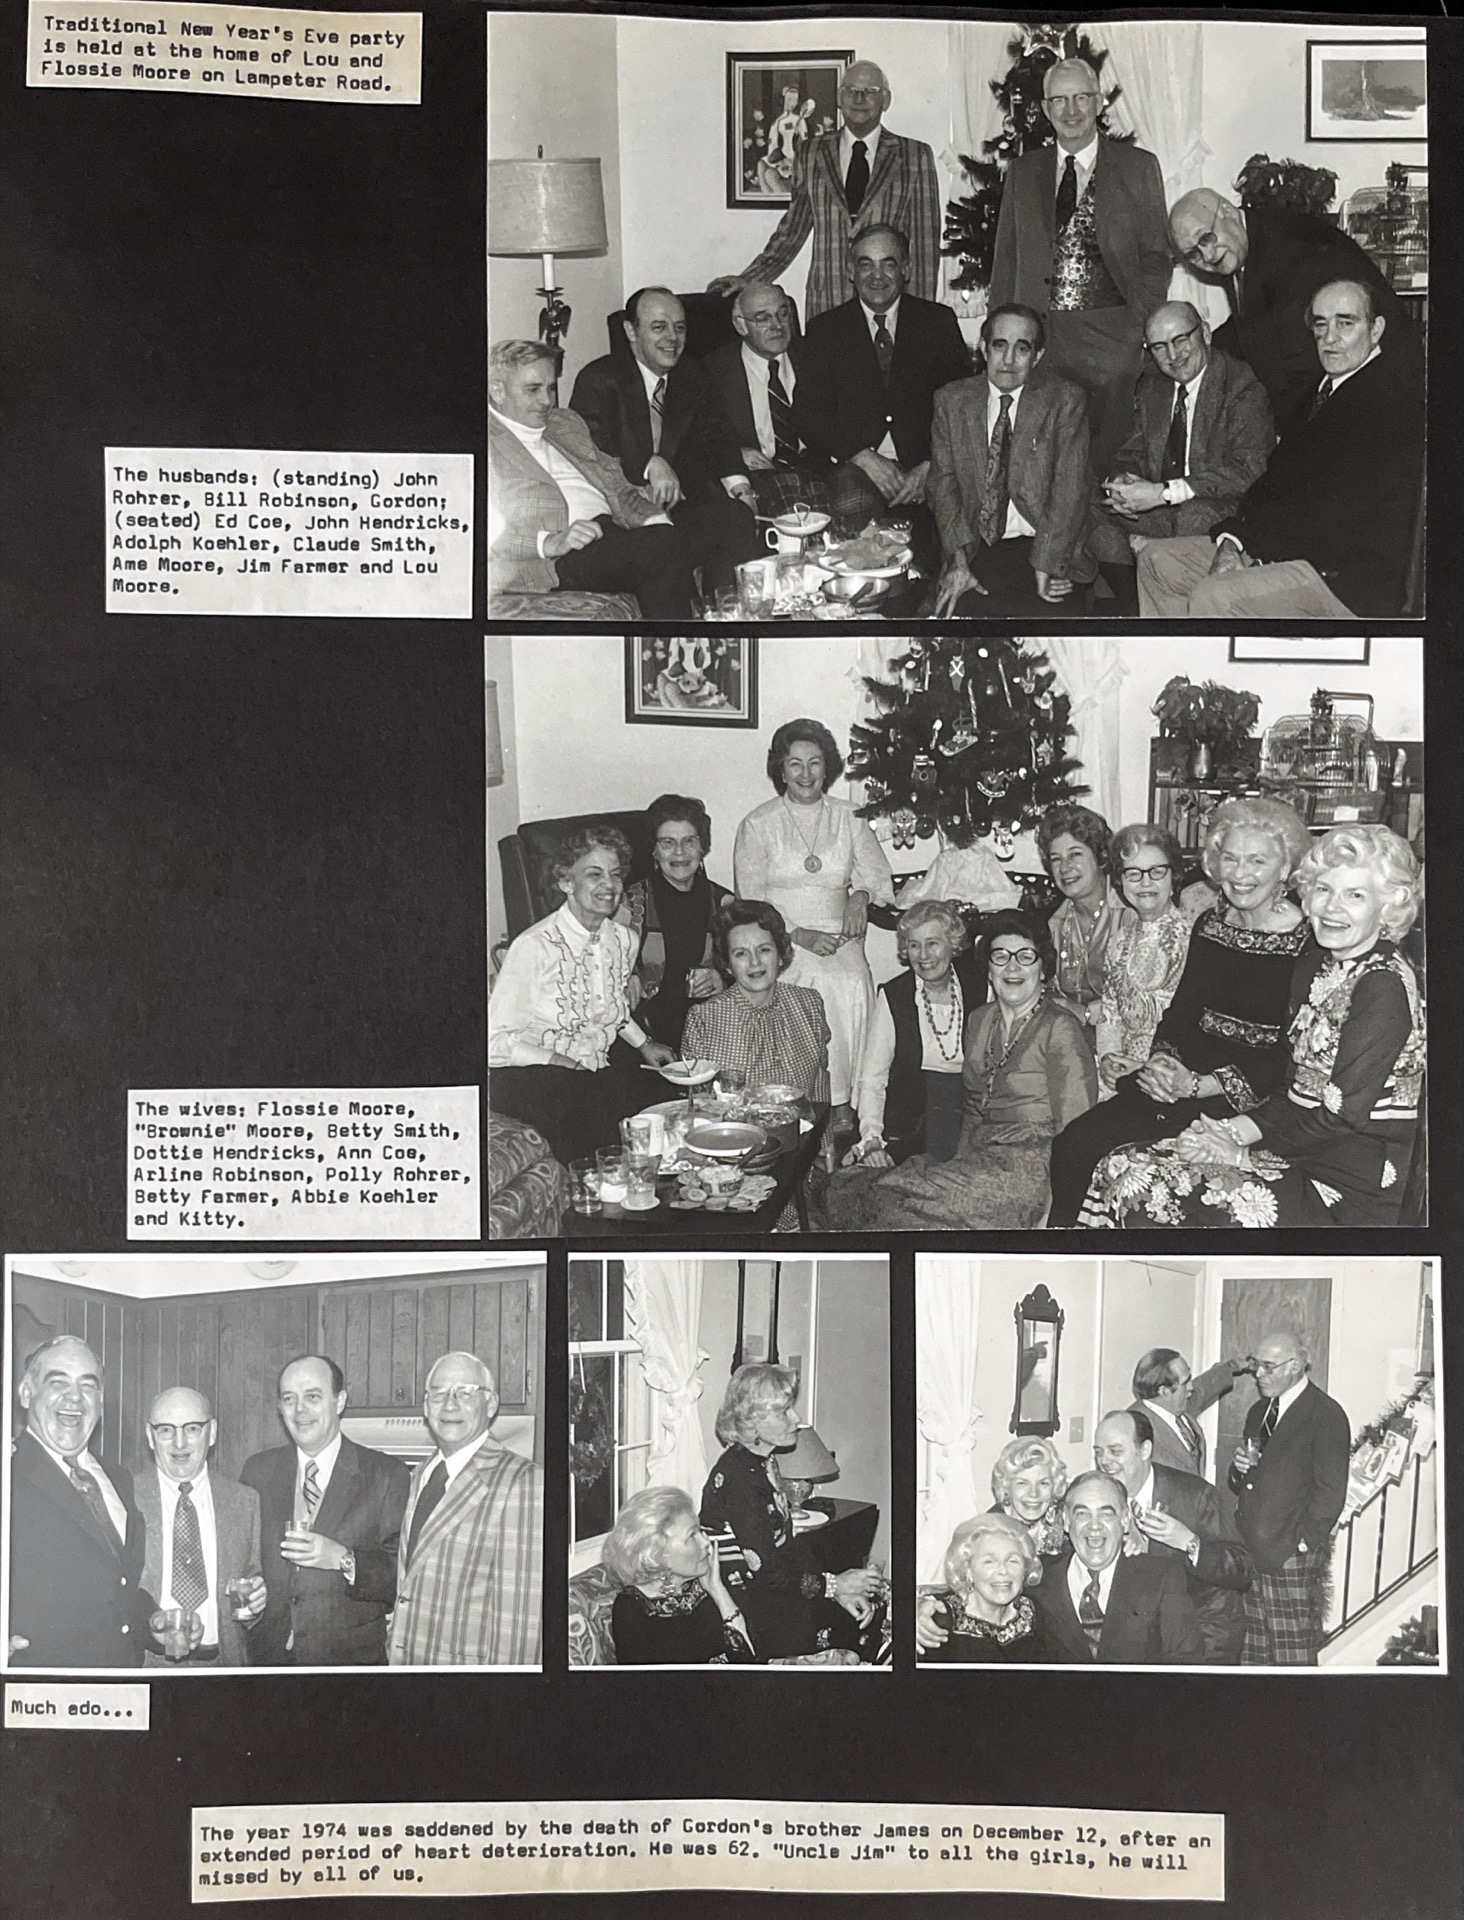 Traditional New Year's Eve party
is held at the home of Lou and
Flossie Moore on Lampeter Road.
The husbands: (standing) John
Rohrer, Bill Robinson, Gordon;
(seated) Ed Coe, John Hendricks,
Adolph Koehler, Claude Smith,
Ame Moore, Jim Farmer and Lou
Moore.
The wives: Flossie Moore,
"Brownie" Moore, Betty Smith,
Dottie Hendricks, Ann Coe,
Arline Robinson, Polly Rohrer,
Betty Farmer, Abbie Koehler
and Kitty.
Much ado...
The year 1974 was saddened by the death of Gordon's brother James on December 12, after an
extended period of heart deterioration. He was 62. "Uncle Jim" to all the girls, he will
missed by all of us.